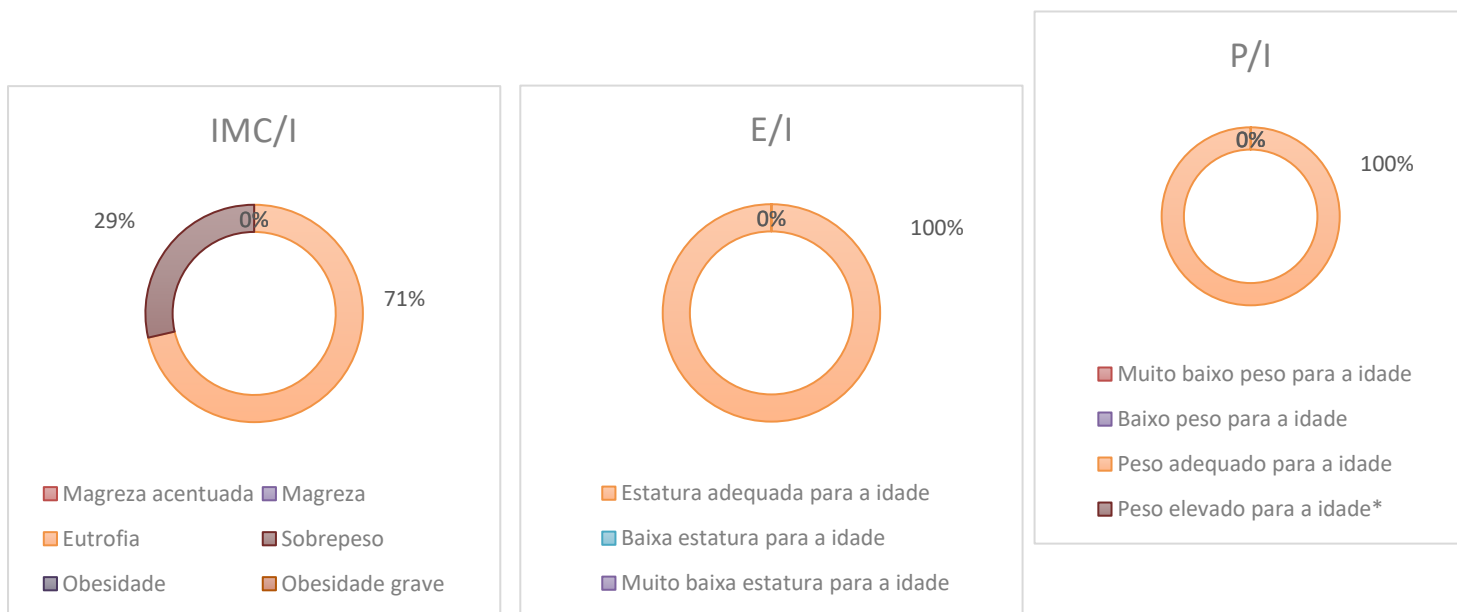 IMC/I
29%
0%
71%
Magreza acentuada
Magreza
Eutrofia
Sobrepeso
Obesidade
Obesidade grave
E/I
0%
100%
Estatura adequada para a idade
Baixa estatura para a idade
Muito baixa estatura para a idade
P/I
0%
100%
Muito baixo peso para a idade
Baixo peso para a idade
Peso adequado para a idade
Peso elevado para a idade*